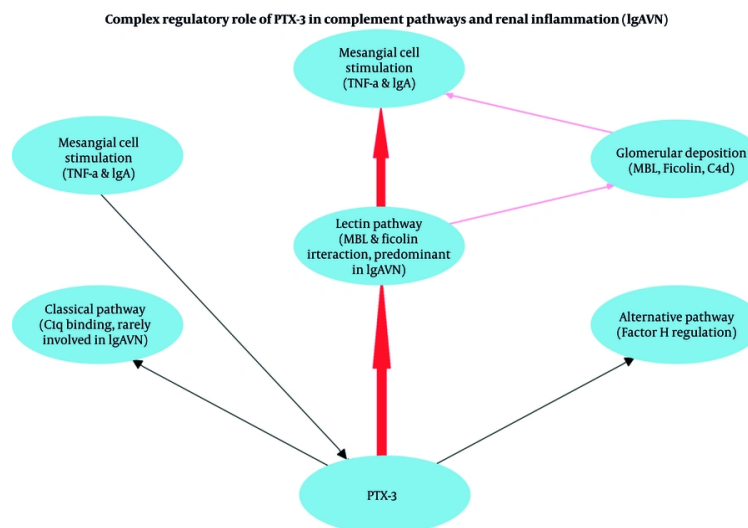 Complex regulatory role of PTX-3 in complement pathways and renal inflammation (lgAVN)
Mesangial cell
stimulation
(TNF-a & lgA)
Mesangial cell
stimulation
(TNF-a & lgA)
Glomerular deposition
(MBL, Ficolin, C4d)
Lectin pathway
(MBL & ficolin
irteraction, predominant
in lgAVN)
Classical pathway
(C1q binding, rarely
involved in lgAVN)
Alternative pathway
(Factor H regulation)
PTX-3